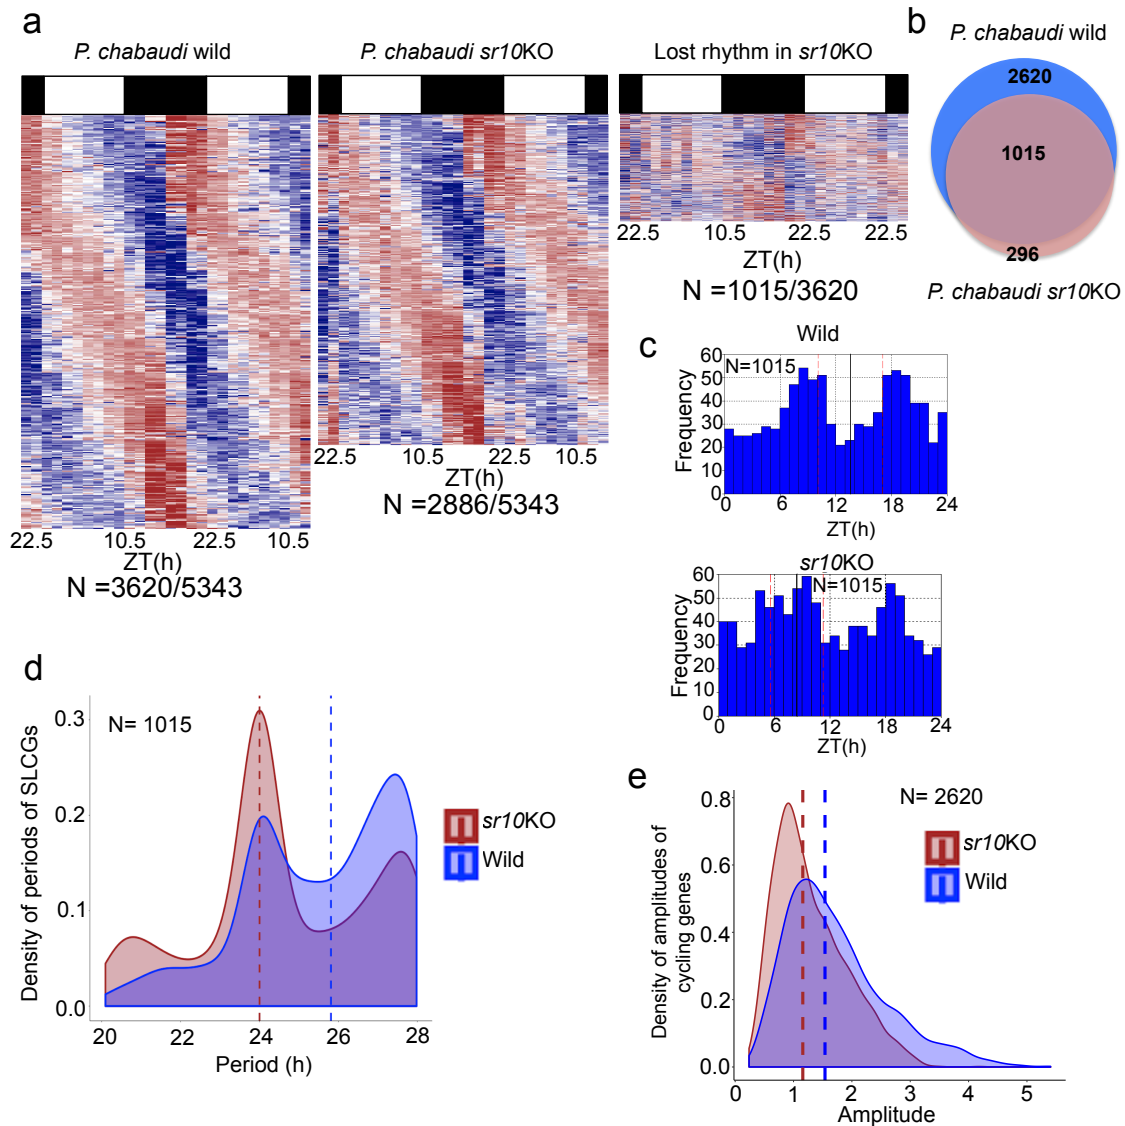 a
P. chabaudi wild
P. chabaudi sr10KO
Lost rhythm in sr10KO
22.5 10.5 22.5 10.5
ZT(h)
N =3620/5343
22.5 10.5 22.5 10.5
ZT(h)
N =2886/5343
22.5 10.5 22.5 22.5
ZT(h)
N =1015/3620
b
P. chabaudi wild
2620
1015
296
P. chabaudi sr10KO
c
Wild
N=1015
Frequency
60
50
40
30
20
10
0
0 6 12 18 24
ZT(h)
sr10KO
N=1015
Frequency
60
50
40
30
20
10
0
0 6 12 18 24
ZT(h)
d
N= 1015
Density of periods of SLCGs
0.3
0.2
0.1
0.0
20 22 24 26 28
Period (h)
sr10KO
Wild
e
N= 2620
Density of amplitudes of
cycling genes
0.8
0.6
0.4
0.2
0.0
0 1 2 3 4 5
Amplitude
sr10KO
Wild